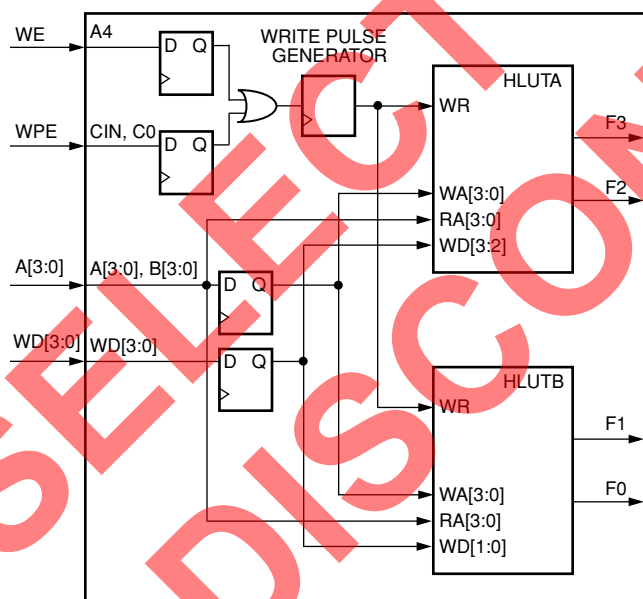 WE
A4
D Q
WRITE PULSE
GENERATOR
HLUTA
WR
F3
WPE
CIN, C0
D Q
F2
WA[3:0]
RA[3:0]
WD[3:2]
A[3:0]
A[3:0], B[3:0]
D Q
WD[3:0]
WD[3:0]
D Q
HLUTB
WR
F1
WA[3:0]
F0
RA[3:0]
WD[1:0]
SELECT
DISCON